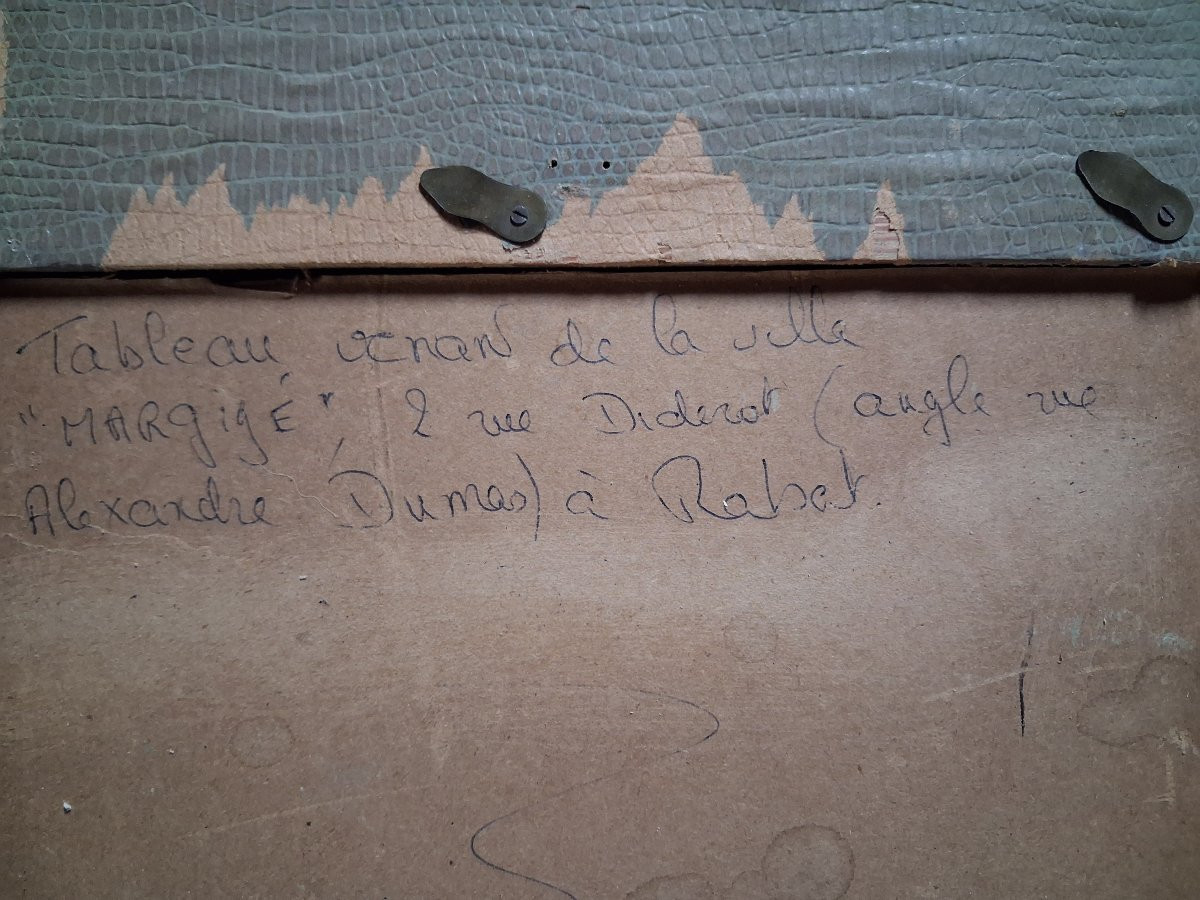 Tableau venant de la villa
"MARGIGÉ", 2 rue Diderot (angle rue
Alexandre Dumas) à Rabat.